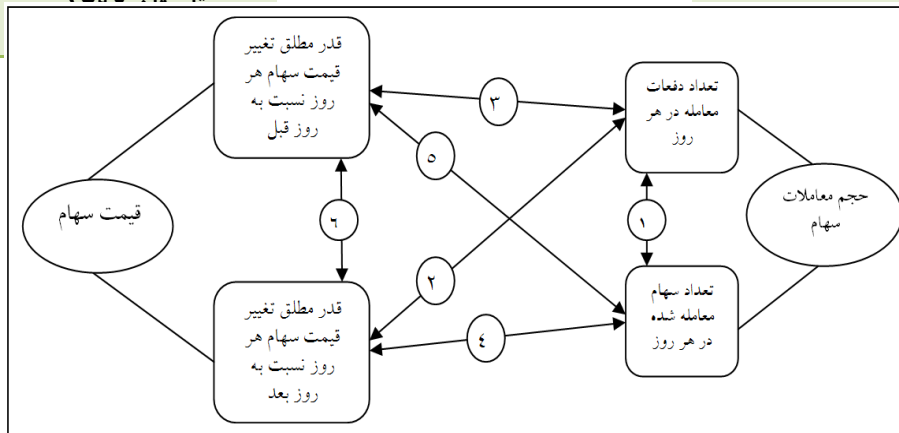 قدر مطلق تغییر
قیمت سهام هر
روز نسبت به
روز قبل
تعداد دفعات
معامله در هر
روز
۳
۵
قیمت سهام
٦
۱
حجم معاملات
سهام
۲
٤
قدر مطلق تغییر
قیمت سهام هر
روز نسبت به
روز بعد
تعداد سهام
معامله شده
در هر روز